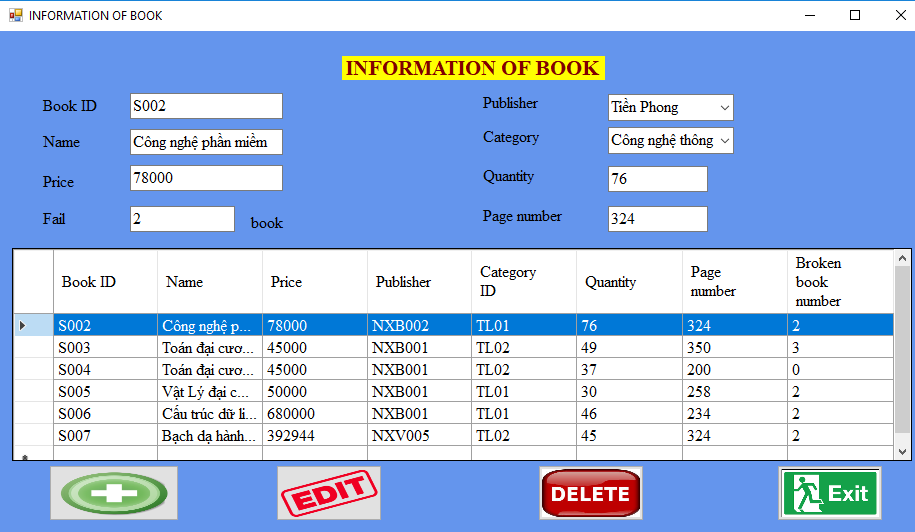 INFORMATION OF BOOK
INFORMATION OF BOOK
Book ID S002 Publisher Tiền Phong
Name Công nghệ phần miềm Category Công nghệ thông
Price 78000 Quantity 76
Fail 2 book Page number 324
Book ID Name Price Publisher Category ID Quantity Page number Broken book number
S002 Công nghệ p... 78000 NXB002 TL01 76 324 2
S003 Toán đại cươ... 45000 NXB001 TL02 49 350 3
S004 Toán đại cươ... 45000 NXB001 TL02 37 200 0
S005 Vật Lý đại c... 50000 NXB001 TL01 30 258 2
S006 Cấu trúc dữ li... 680000 NXB001 TL01 46 234 2
S007 Bạch dạ hành... 392944 NXV005 TL02 45 324 2
EDIT DELETE Exit